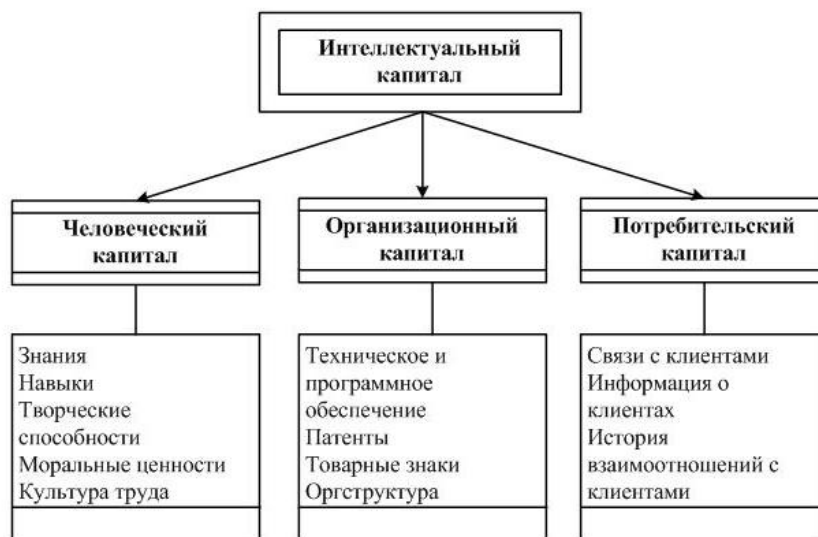 Интеллектуальный
капитал
Человеческий
капитал
Организационный
капитал
Потребительский
капитал
Знания
Навыки
Творческие
способности
Моральные ценности
Культура труда
Техническое и
программное
обеспечение
Патенты
Товарные знаки
Оргструктура
Связи с клиентами
Информация о
клиентах
История
взаимоотношений с
клиентами